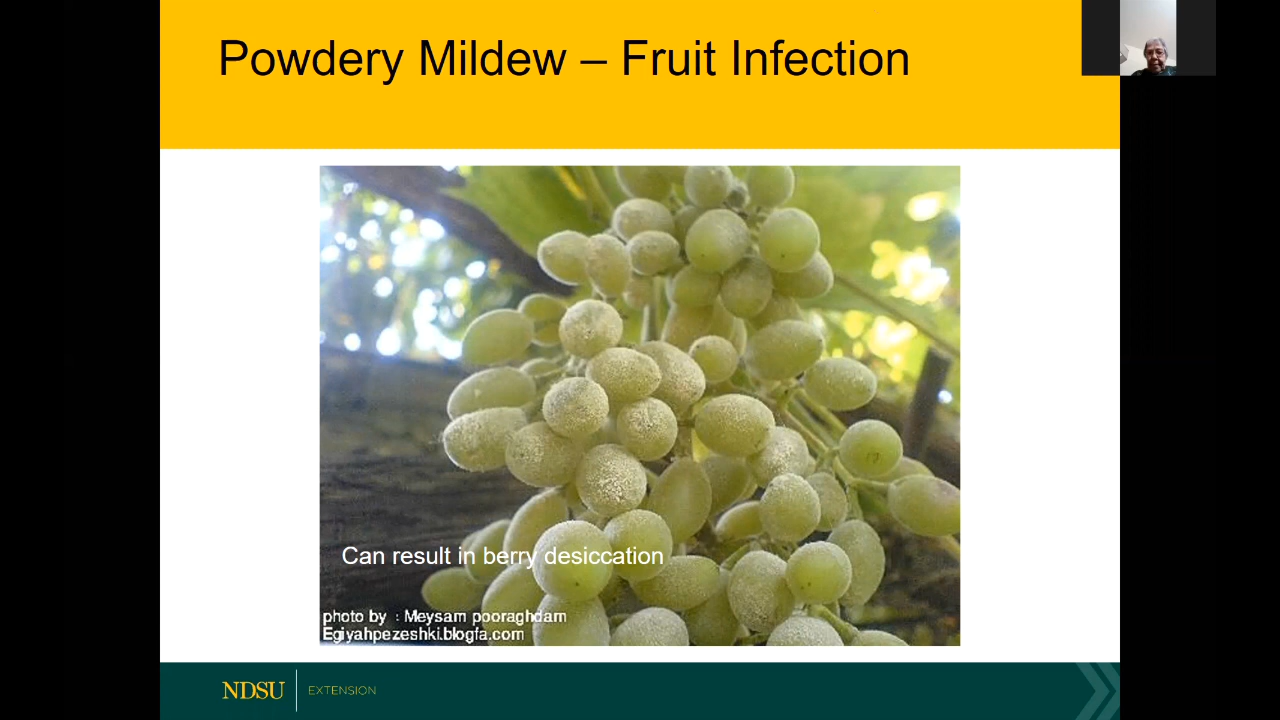 Powdery Mildew – Fruit Infection
Can result in berry desiccation
photo by : Meysam pooraghdam
Egiyahpezeshki.blogfa.com
NDSU EXTENSION